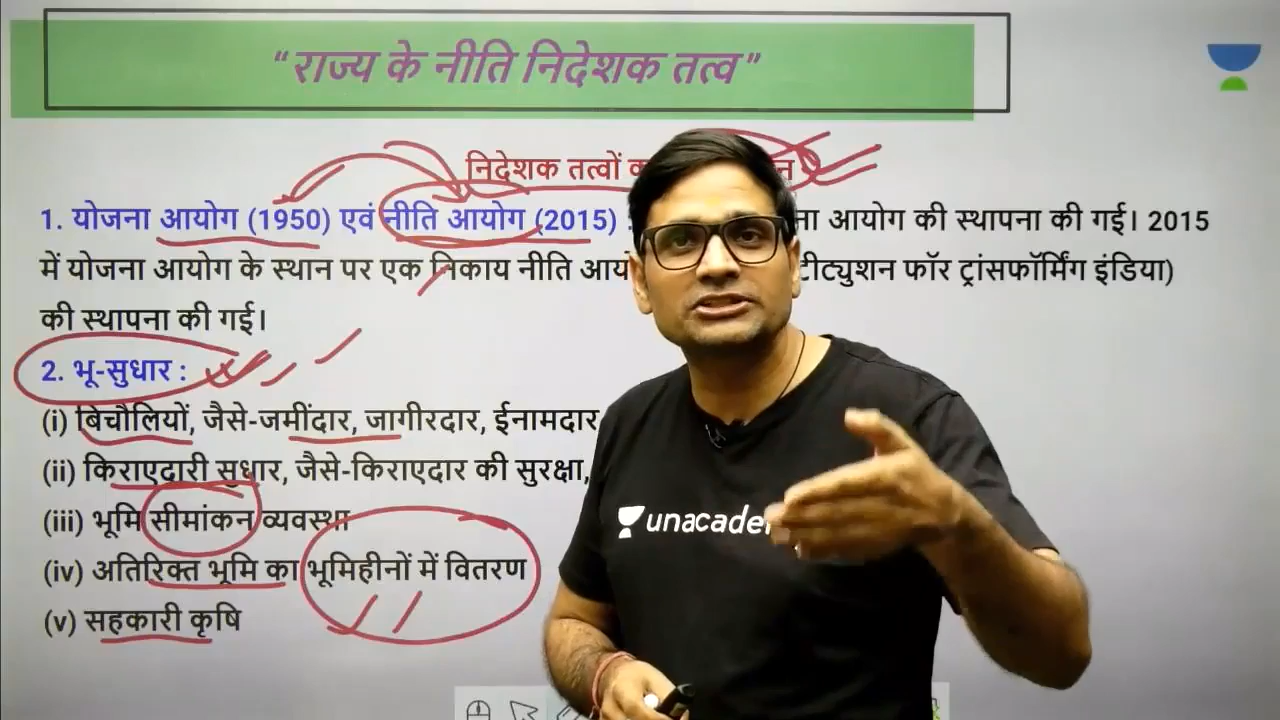 “राज्य के नीति निदेशक तत्व”
निदेशक तत्वों
1. योजना आयोग (1950) एवं नीति आयोग (2015) : आयोग की स्थापना की गई। 2015
में योजना आयोग के स्थान पर एक निकाय नीति फॉर ट्रांसफॉर्मिंग इंडिया)
की स्थापना की गई।
2. भू-सुधार :
(i) बिचौलियों, जैसे-जमींदार, जागीरदार, ईनामदार
(ii) किराएदारी सुधार, जैसे-किराएदार की सुरक्षा,
(iii) भूमि सीमांकन व्यवस्था
(iv) अतिरिक्त भूमि का भूमिहीनों में वितरण
(v) सहकारी कृषि
unacade